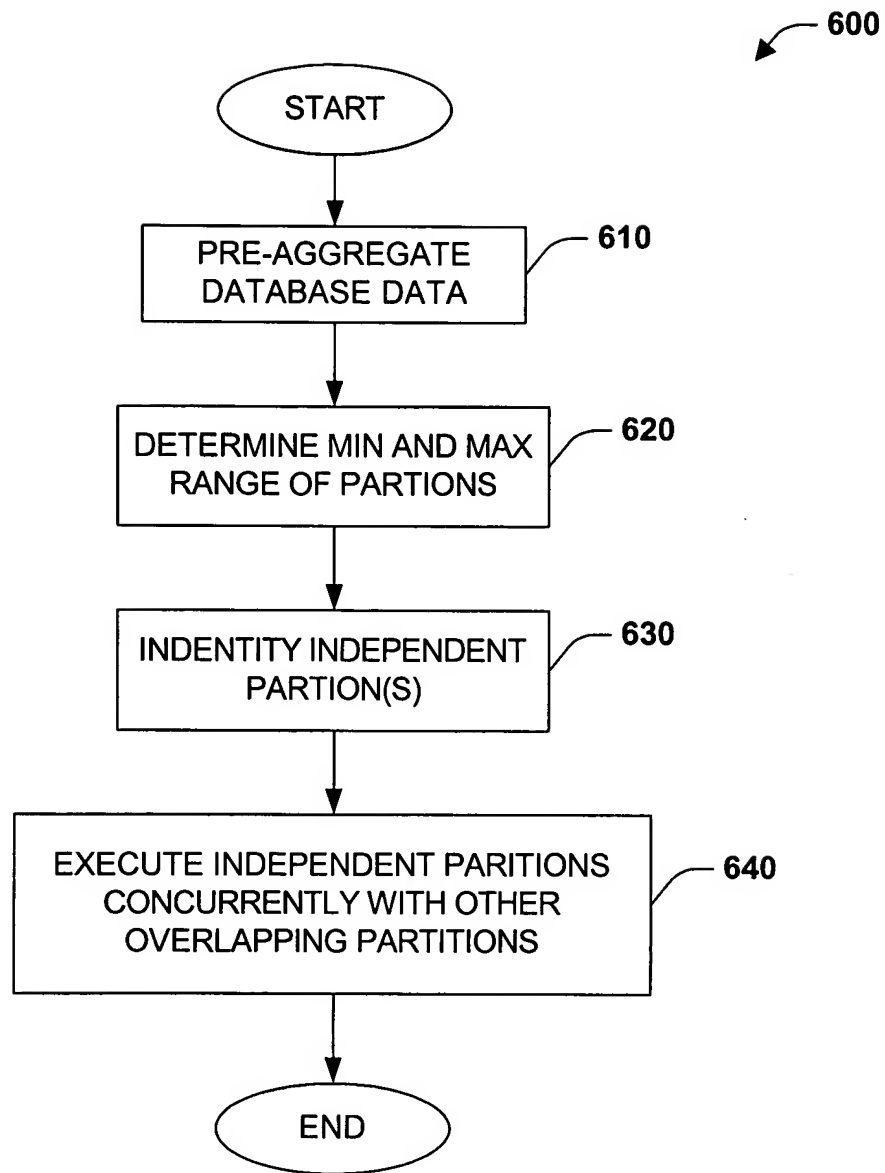 600
START
PRE-AGGREGATE
DATABASE DATA
610
DETERMINE MIN AND MAX
RANGE OF PARTIONS
620
INDENTITY INDEPENDENT
PARTION(S)
630
EXECUTE INDEPENDENT PARITIONS
CONCURRENTLY WITH OTHER
OVERLAPPING PARTITIONS
640
END